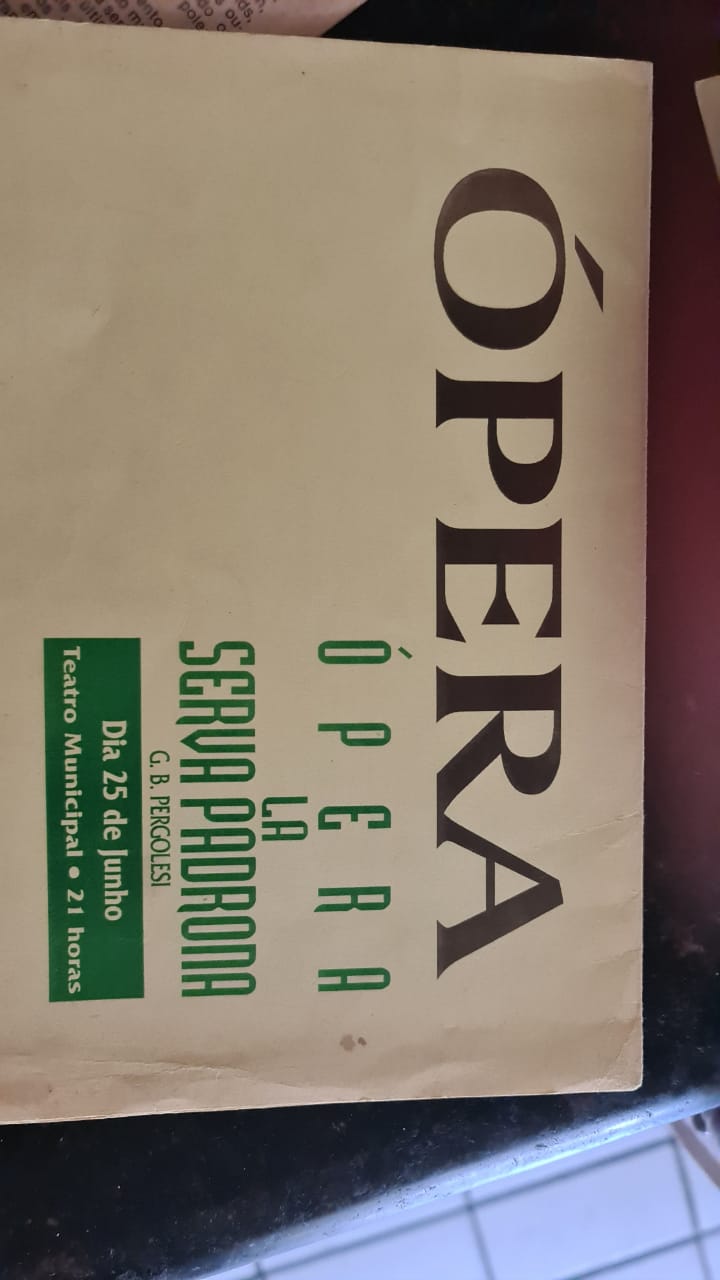 ÓPERA
ÓPERA
LA
SERVA PADRONA
G. B. PERGOLESI
Dia 25 de Junho
Teatro Municipal • 21 horas